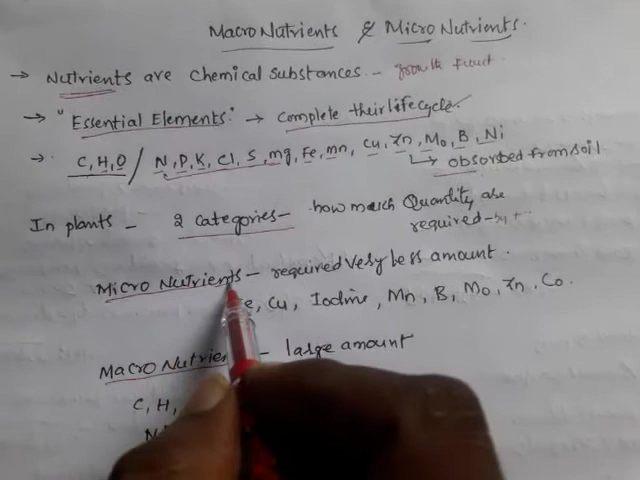 Macro Nutrients & Micro Nutrients.
→ Nutrients are chemical substances. -
→ "Essential Elements" → complete their lifecycle
→ C, H, O / N, P, K, Cl, S, mg, Fe, mn, Cu, Zn, Mo, B, Ni
↳ obsorbed from soil.
In plants - 2 categories - how much Quantity are
required -
Micro Nutrients - required very less amount.
e, Cu, Iodine, Mn, B, Mo, Zn, Co
Macro Nutrie - large amount
C, H,
N